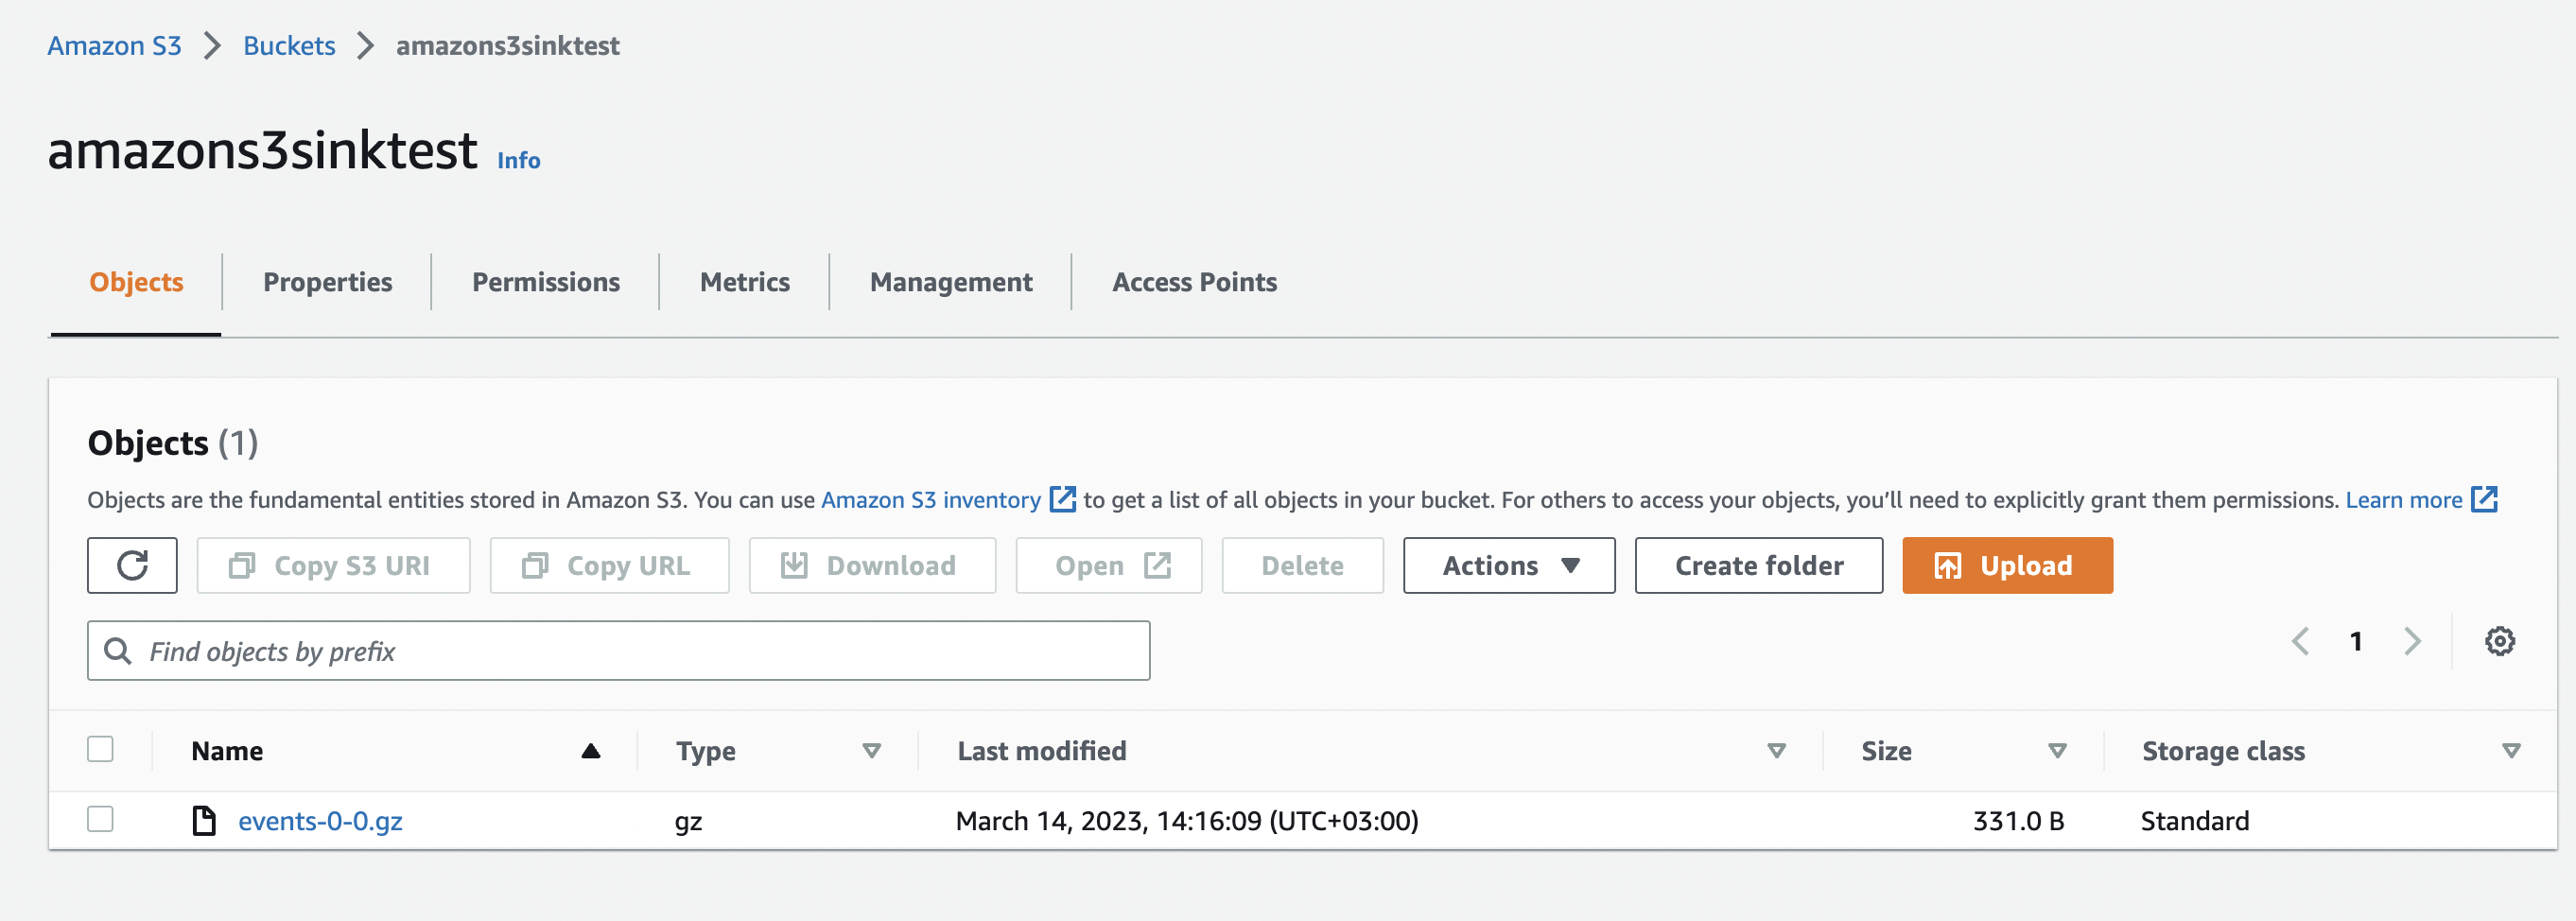 Amazon S3 Buckets amazons3sinktest
amazons3sinktest Info
Objects Properties Permissions Metrics Management Access Points
Objects (1)
Objects are the fundamental entities stored in Amazon S3. You can use Amazon S3 inventory to get a list of all objects in your bucket. For others to access your objects, you’ll need to explicitly grant them permissions. Learn more
Copy S3 URI Copy URL Download Open Delete Actions Create folder Upload
Find objects by prefix 1
Name Type Last modified Size Storage class
events-0-0.gz gz March 14, 2023, 14:16:09 (UTC+03:00) 331.0 B Standard